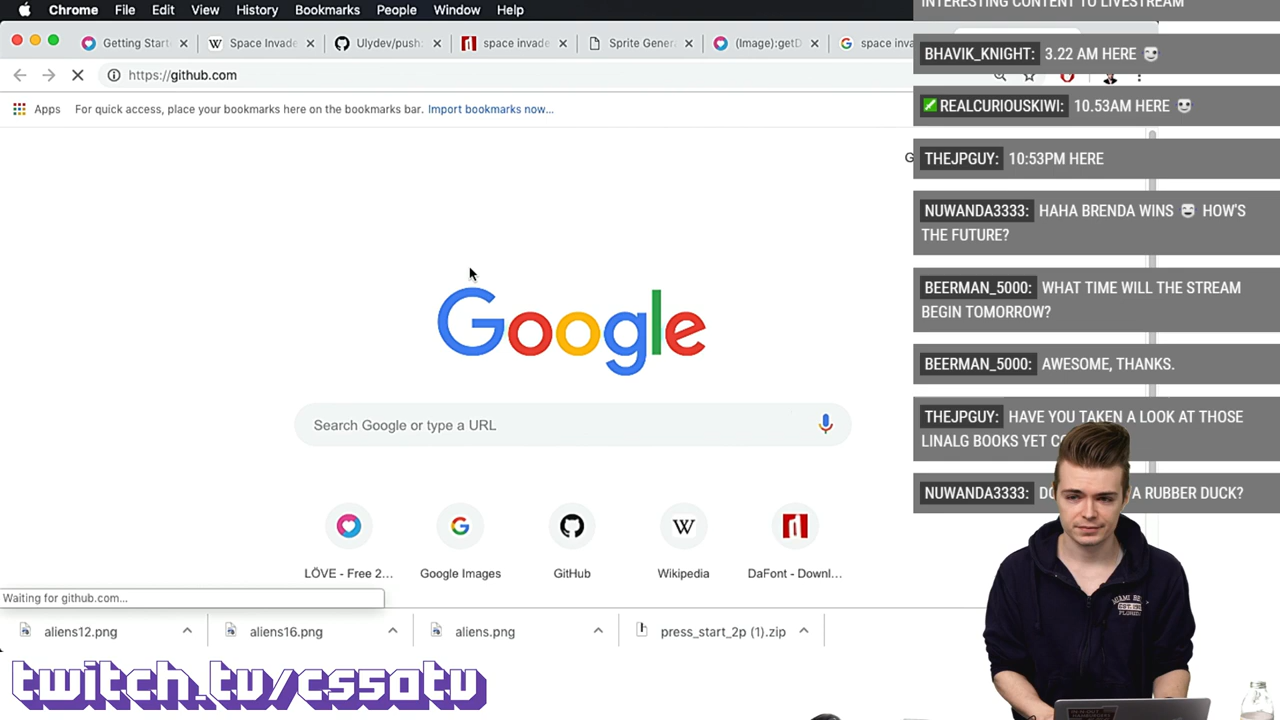 Chrome File Edit View History Bookmarks People Window Help
Getting Start Space Invade Ulydev/push: space invade Sprite Gener (Image):getD space inva
https://github.com
Apps For quick access, place your bookmarks here on the bookmarks bar. Import bookmarks now...
G
Google
Search Google or type a URL
LÖVE - Free 2... Google Images GitHub Wikipedia DaFont - Downl...
Waiting for github.com...
aliens12.png aliens16.png aliens.png press_start_2p (1).zip
twitch.tv/cs50tv
INTERESTING CONTENT TO LIVESTREAM
BHAVIK_KNIGHT: 3.22 AM HERE
REALCURIOUSKIWI: 10.53AM HERE
THEJPGUY: 10:53PM HERE
NUWANDA3333: HAHA BRENDA WINS HOW'S
THE FUTURE?
BEERMAN_5000: WHAT TIME WILL THE STREAM
BEGIN TOMORROW?
BEERMAN_5000: AWESOME, THANKS.
THEJPGUY: HAVE YOU TAKEN A LOOK AT THOSE
LINALG BOOKS YET
NUWANDA3333: A RUBBER DUCK?
MIAMI
FLORIDA